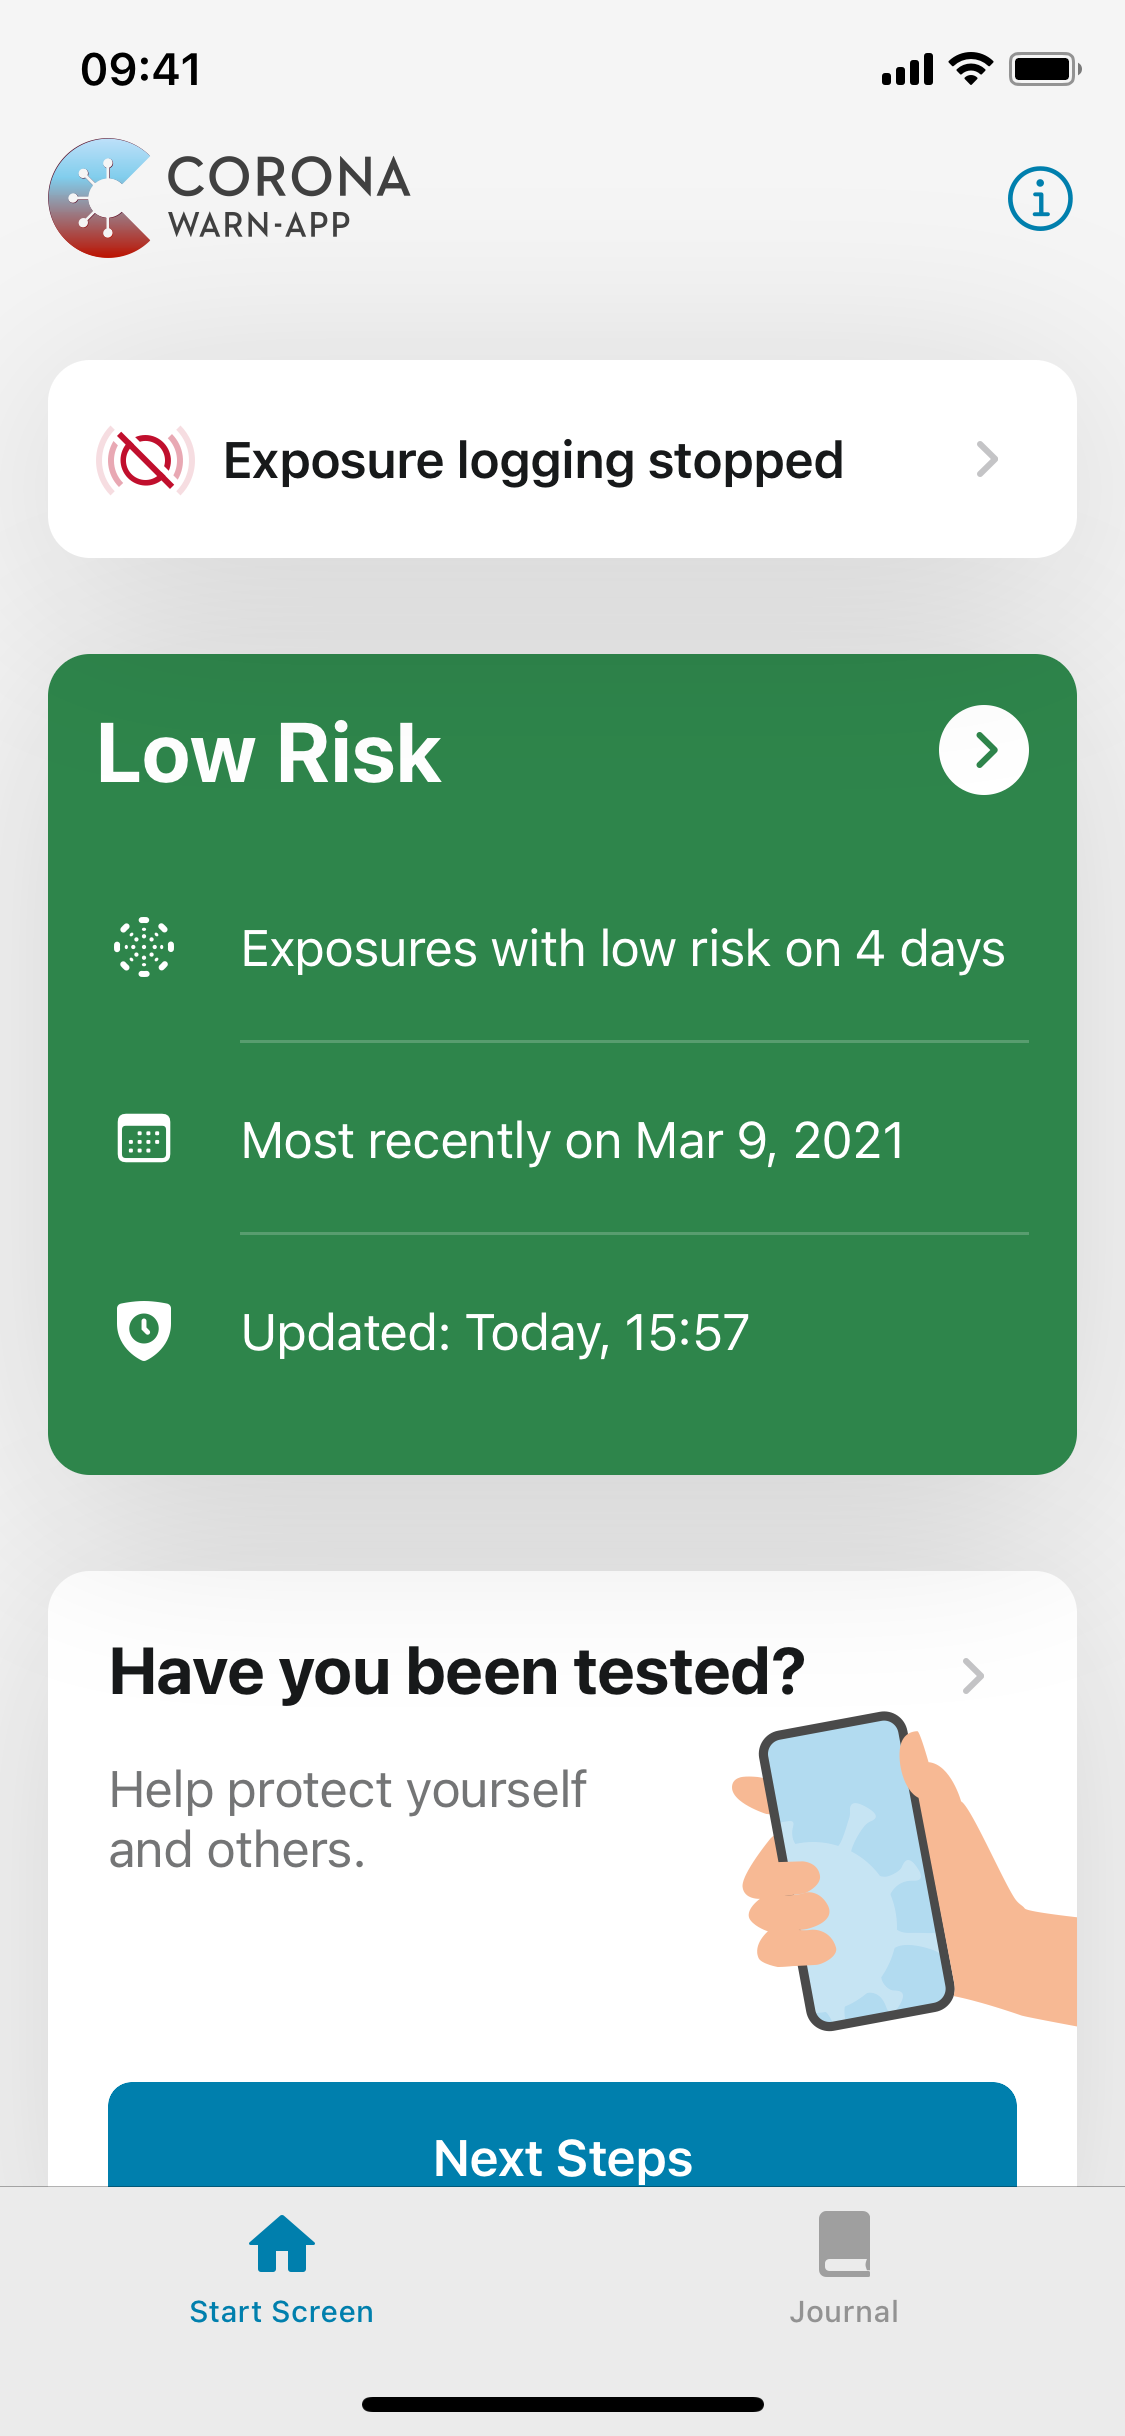 09:41
CORONA
WARN-APP
Exposure logging stopped
Low Risk
Exposures with low risk on 4 days
Most recently on Mar 9, 2021
Updated: Today, 15:57
Have you been tested?
Help protect yourself
and others.
Next Steps
Start Screen
Journal